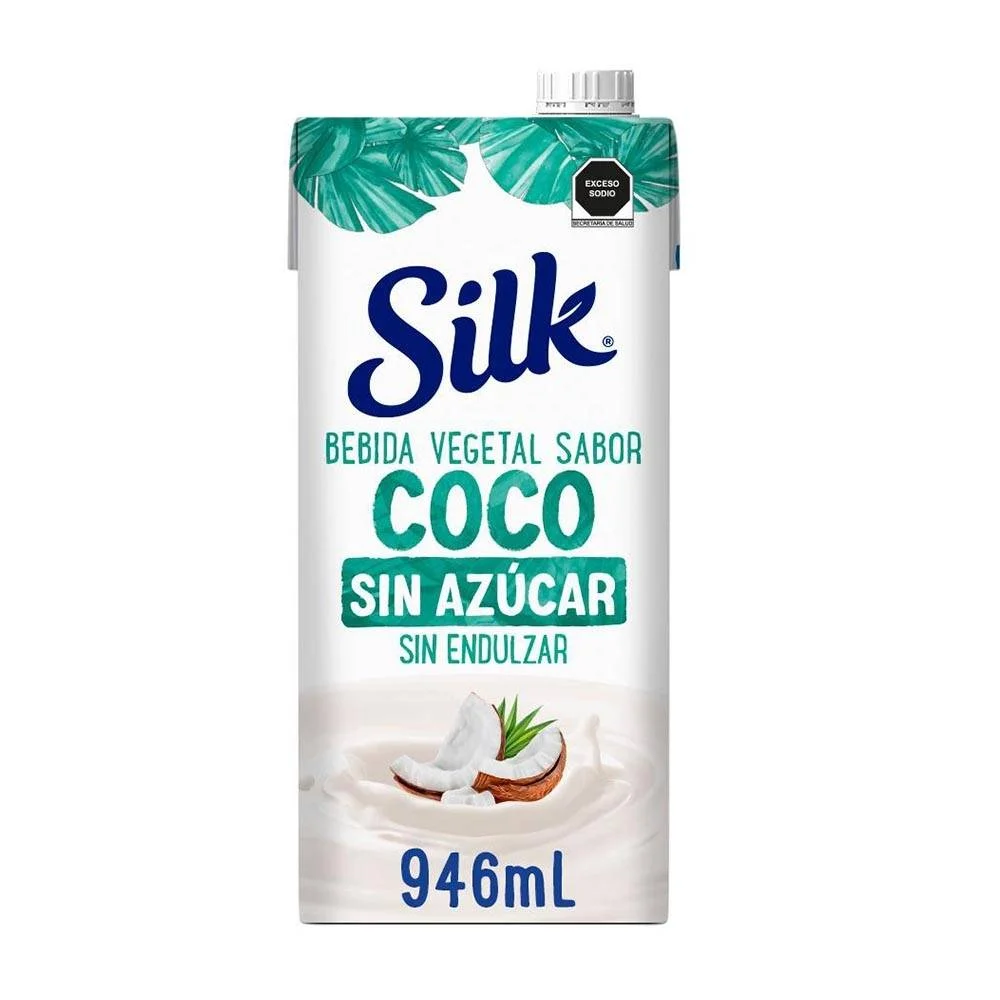 EXCESO
SODIO
SECRETARÍA DE SALUD
Silk®
BEBIDA VEGETAL SABOR
COCO
SIN AZÚCAR
SIN ENDULZAR
946mL